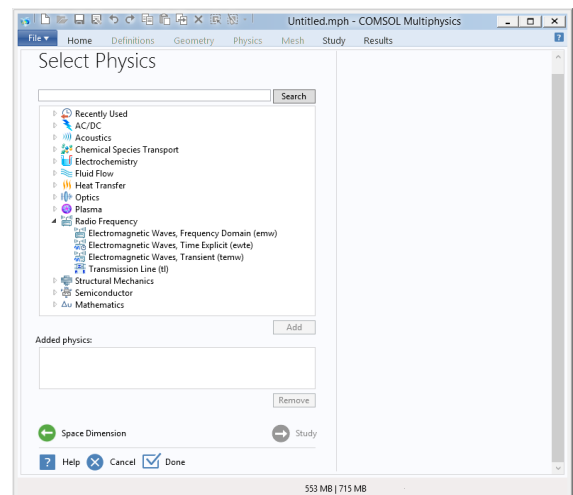 Untitled.mph - COMSOL Multiphysics
File Home Definitions Geometry Physics Mesh Study Results ?
Select Physics
Search
Recently Used
AC/DC
Acoustics
Chemical Species Transport
Electrochemistry
Fluid Flow
Heat Transfer
Optics
Plasma
Radio Frequency
Electromagnetic Waves, Frequency Domain (emw)
Electromagnetic Waves, Time Explicit (ewte)
Electromagnetic Waves, Transient (temw)
Transmission Line (tl)
Structural Mechanics
Semiconductor
Δu Mathematics
Add
Added physics:
Remove
Space Dimension Study
? Help Cancel Done
553 MB | 715 MB